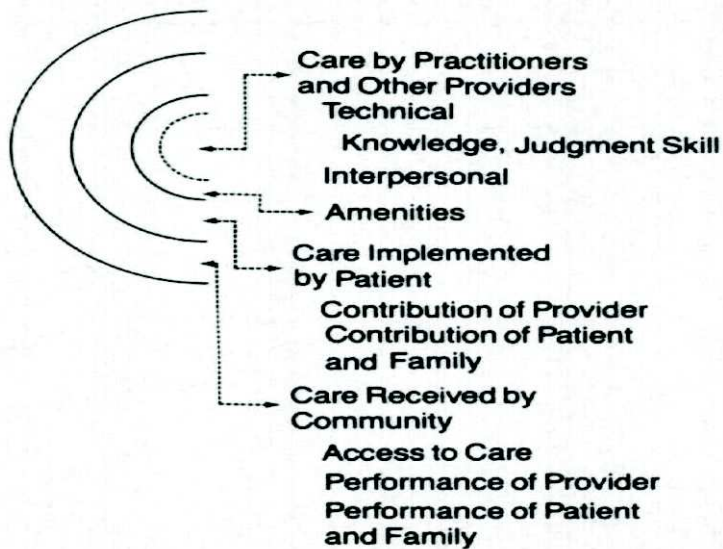 Care by Practitioners
and Other Providers
Technical
Knowledge, Judgment Skill
Interpersonal
Amenities
Care Implemented
by Patient
Contribution of Provider
Contribution of Patient
and Family
Care Received by
Community
Access to Care
Performance of Provider
Performance of Patient
and Family